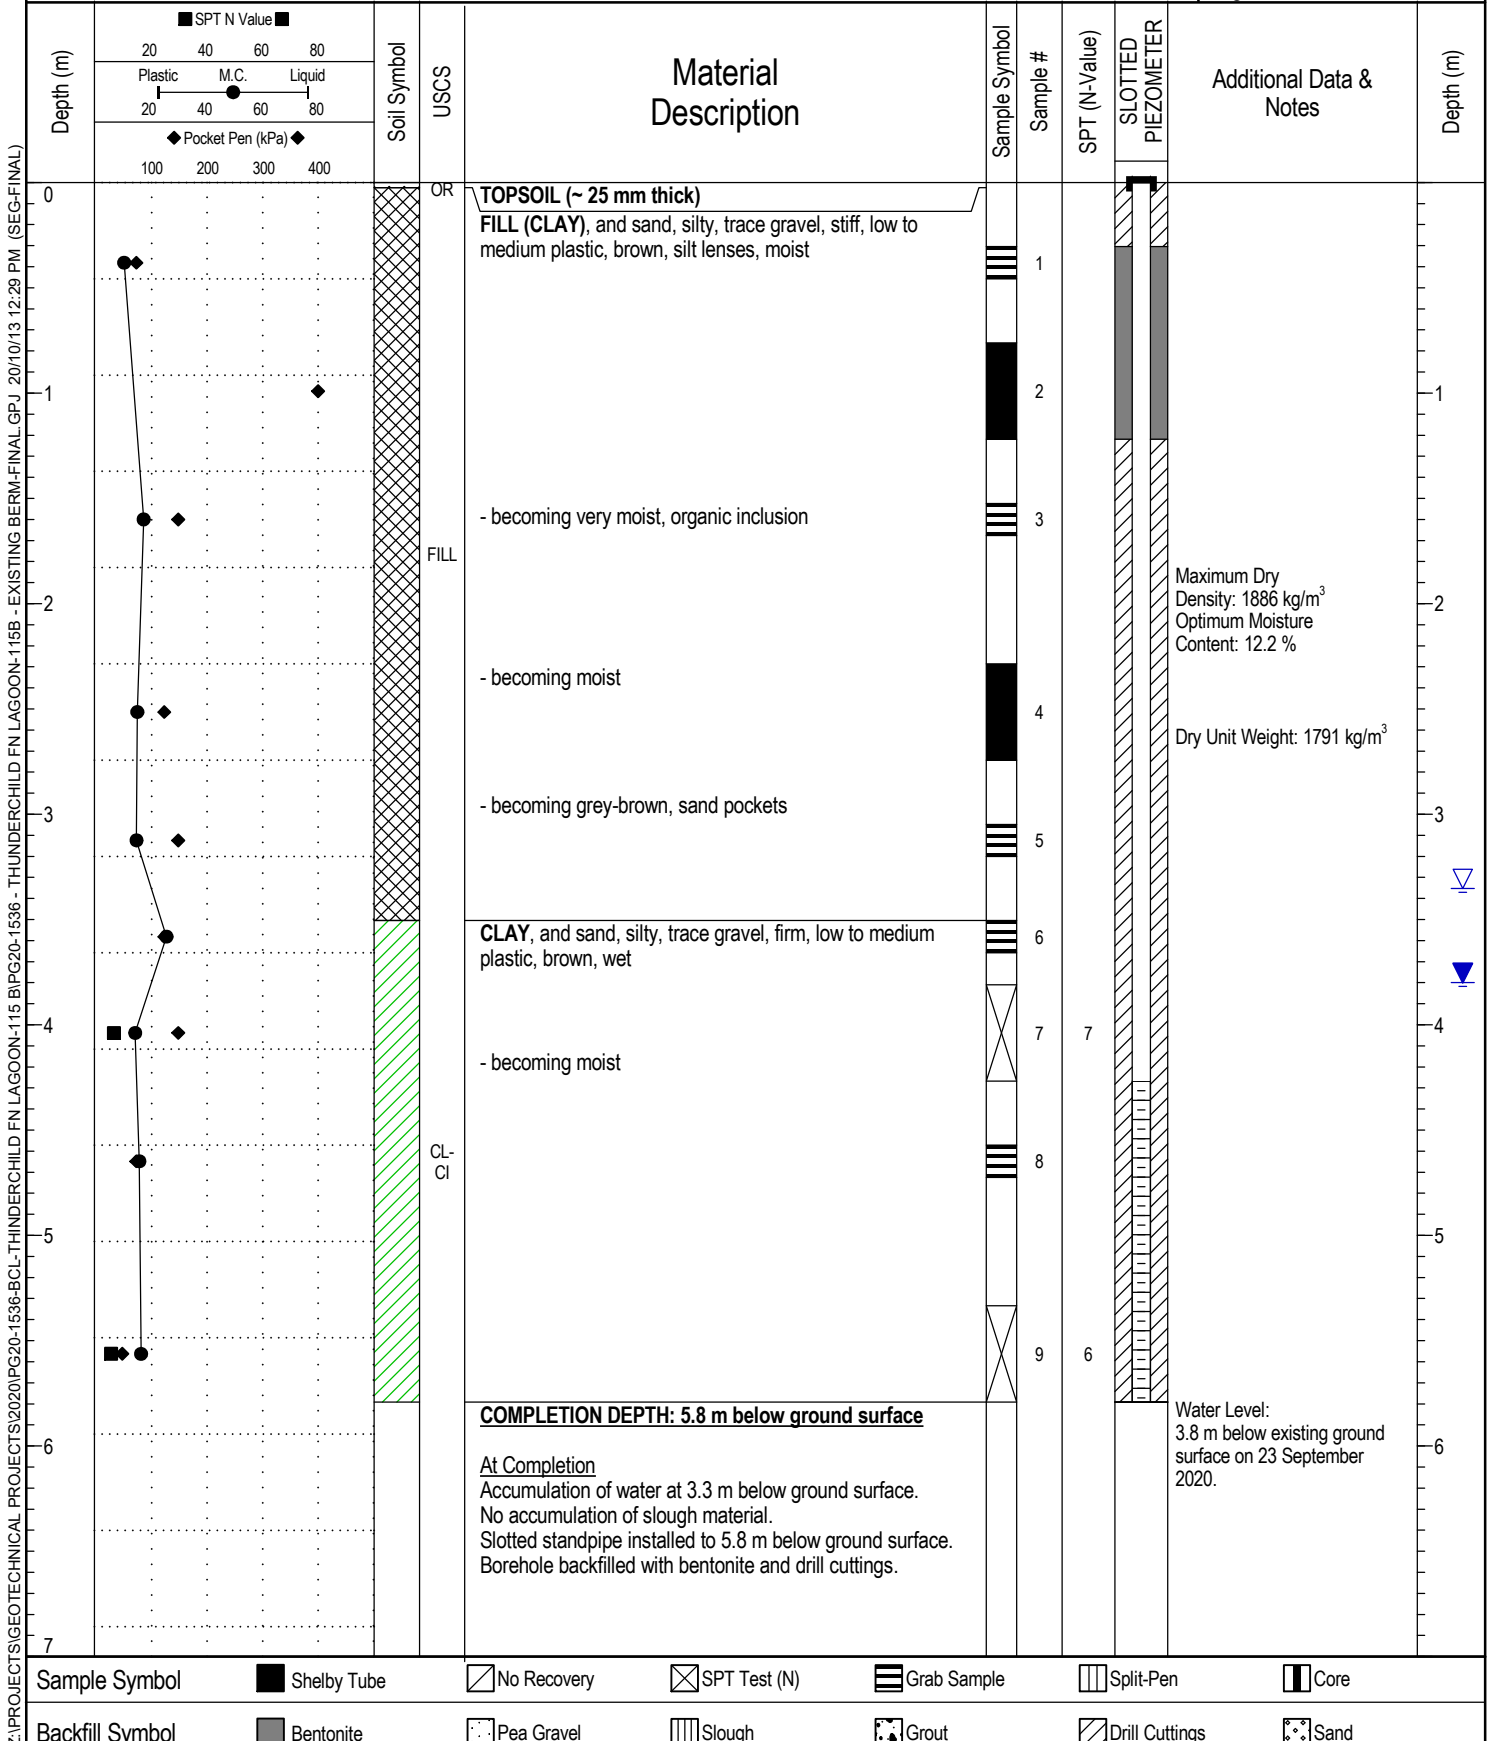 SPT N Value
20 40 60 80
Plastic M.C. Liquid
20 40 60 80
Pocket Pen (kPa)
100 200 300 400
Depth (m)
Soil Symbol
USCS
Material
Description
Sample Symbol
Sample #
SPT (N-Value)
SLOTTED
PIEZOMETER
Additional Data &
Notes
Depth (m)
0
OR
TOPSOIL (~ 25 mm thick)
FILL (CLAY), and sand, silty, trace gravel, stiff, low to
medium plastic, brown, silt lenses, moist
1
1
2
1
- becoming very moist, organic inclusion
3
FILL
Maximum Dry
Density: 1886 kg/m3
Optimum Moisture
Content: 12.2 %
2
2
- becoming moist
4
Dry Unit Weight: 1791 kg/m3
- becoming grey-brown, sand pockets
3
3
5
CLAY, and sand, silty, trace gravel, firm, low to medium
plastic, brown, wet
6
4
7
7
4
- becoming moist
CL-
CI
8
5
5
9
6
COMPLETION DEPTH: 5.8 m below ground surface
Water Level:
3.8 m below existing ground
surface on 23 September
2020.
6
6
At Completion
Accumulation of water at 3.3 m below ground surface.
No accumulation of slough material.
Slotted standpipe installed to 5.8 m below ground surface.
Borehole backfilled with bentonite and drill cuttings.
7
Sample Symbol Shelby Tube No Recovery SPT Test (N) Grab Sample Split-Pen Core
Backfill Symbol Bentonite Pea Gravel Slough Grout Drill Cuttings Sand
Z:\PROJECTS\GEOTECHNICAL PROJECTS\2020\PG20-1536-BCL-THINDERCHILD FN LAGOON-115 B\PG20-1536 - THUNDERCHILD FN LAGOON-115B - EXISTING BERM-FINAL.GPJ 20/10/13 12:29 PM (SEG-FINAL)